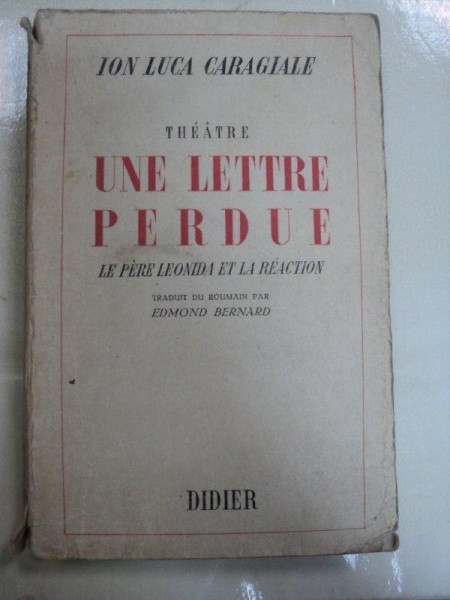 ION LUCA CARAGIALE
THÉÂTRE
UNE LETTRE
PERDUE
LE PÈRE LEONIDA ET LA RÉACTION
TRADUIT DU ROUMAIN PAR
EDMOND BERNARD
DIDIER